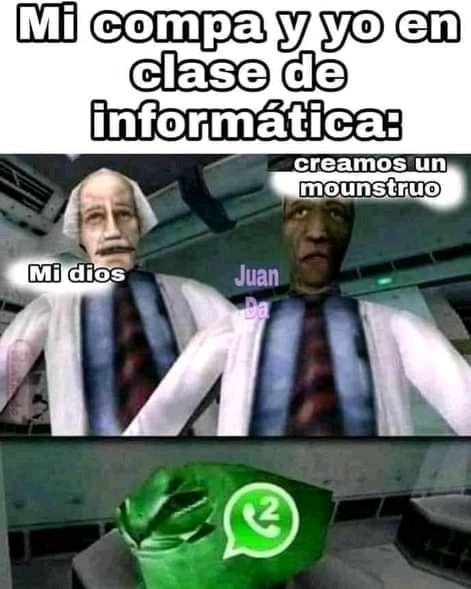 Mi compa y yo en
clase de
informática:
creamos un
mounstruo
Mi dios
Juan
Da
2